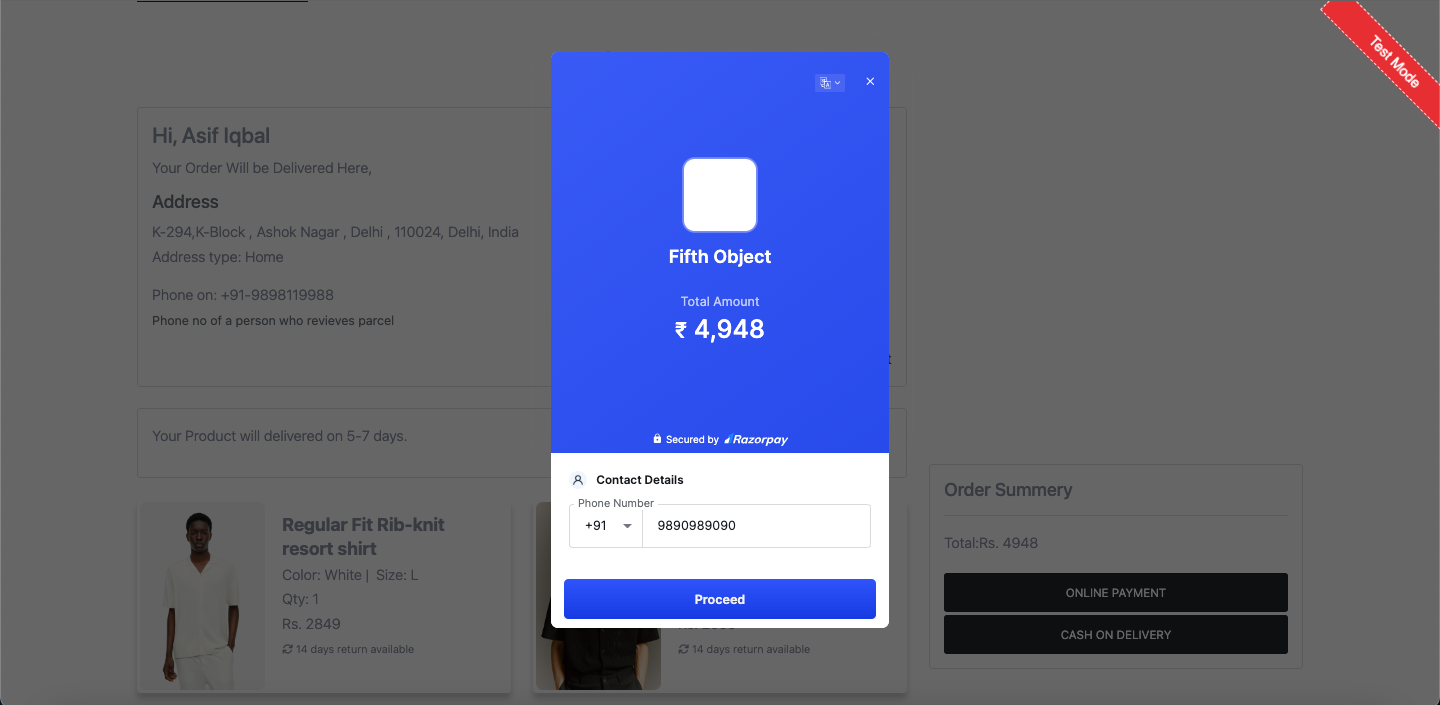 Test Mode
Hi, Asif Iqbal
Your Order Will be Delivered Here,
Address
K-294,K-Block , Ashok Nagar , Delhi , 110024, Delhi, India
Address type: Home
Phone on: +91-9898119988
Phone no of a person who revieves parcel
Your Product will delivered on 5-7 days.
Regular Fit Rib-knit
resort shirt
Color: White | Size: L
Qty: 1
Rs. 2849
14 days return available
14 days return available
Fifth Object
Total Amount
₹ 4,948
Secured by Razorpay
Contact Details
Phone Number
+91 9890989090
Proceed
Order Summery
Total:Rs. 4948
ONLINE PAYMENT
CASH ON DELIVERY